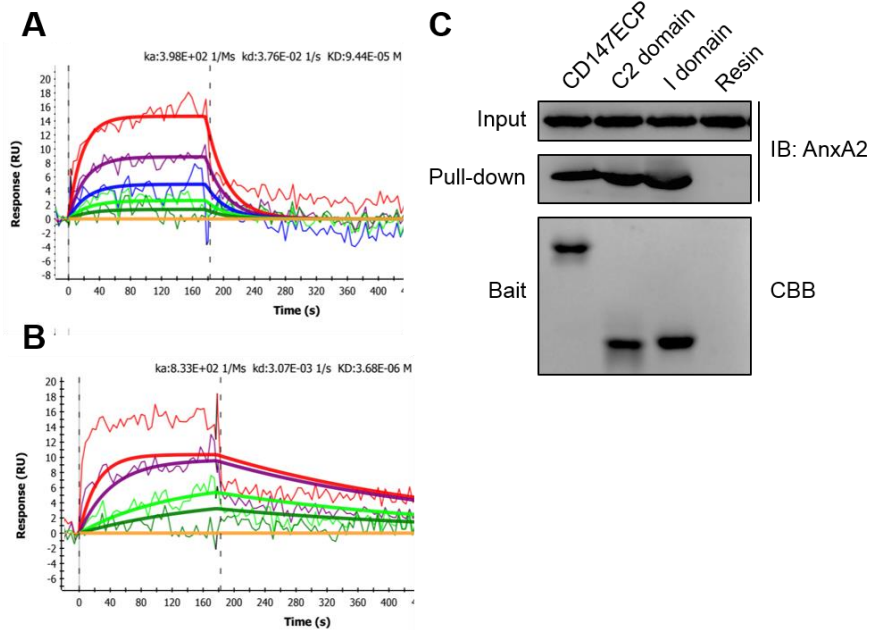 A
ka:3.98E+02 1/Ms kd:3.76E-02 1/s KD:9.44E-05 M
Response (RU)
20
18
16
14
12
10
8
6
4
2
0
-2
-4
-6
-8
0 40 80 120 160 200 240 280 320 360 400 4
Time (s)
B
ka:8.33E+02 1/Ms kd:3.07E-03 1/s KD:3.68E-06 M
Response (RU)
20
18
16
14
12
10
8
6
4
2
0
-2
-4
-6
0 40 80 120 160 200 240 280 320 360 400 4
Time (s)
C
CD147ECP C2 domain I domain Resin
Input
Pull-down
IB: AnxA2
Bait
CBB